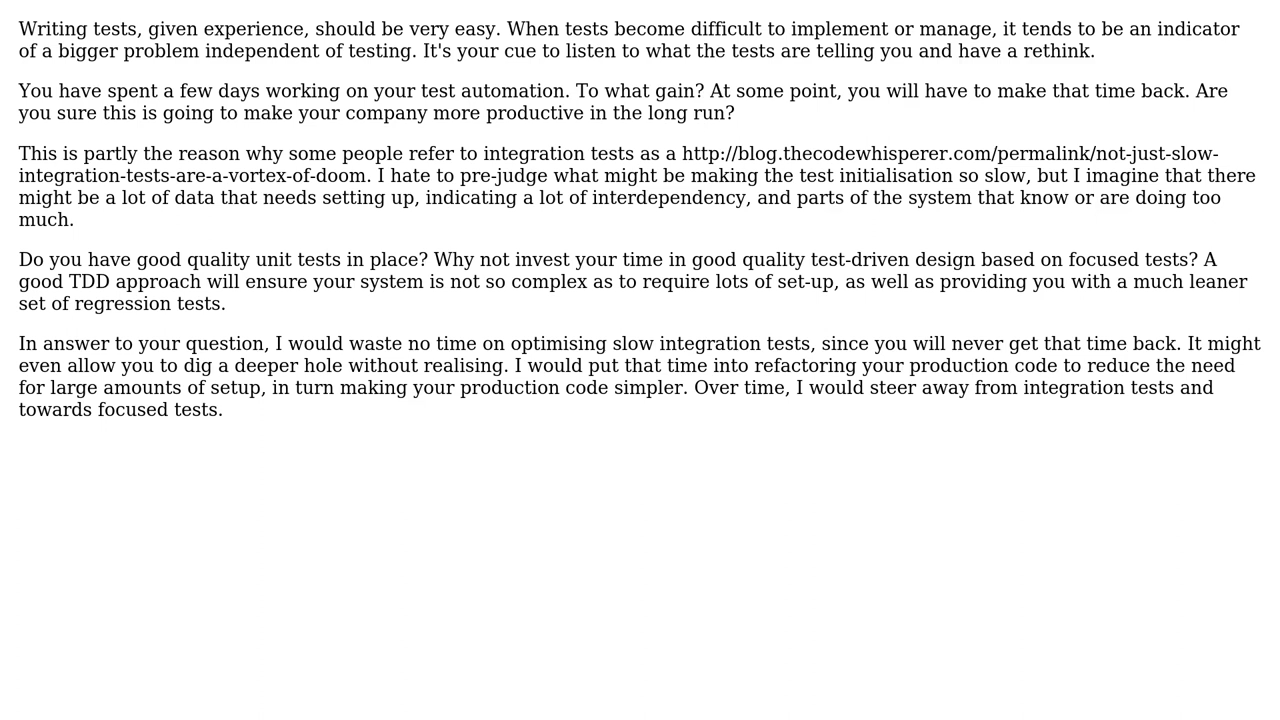 Writing tests, given experience, should be very easy. When tests become difficult to implement or manage, it tends to be an indicator
of a bigger problem independent of testing. It's your cue to listen to what the tests are telling you and have a rethink.
You have spent a few days working on your test automation. To what gain? At some point, you will have to make that time back. Are
you sure this is going to make your company more productive in the long run?
This is partly the reason why some people refer to integration tests as a http://blog.thecodewhisperer.com/permalink/not-just-slow-
integration-tests-are-a-vortex-of-doom. I hate to pre-judge what might be making the test initialisation so slow, but I imagine that there
might be a lot of data that needs setting up, indicating a lot of interdependency, and parts of the system that know or are doing too
much.
Do you have good quality unit tests in place? Why not invest your time in good quality test-driven design based on focused tests? A
good TDD approach will ensure your system is not so complex as to require lots of set-up, as well as providing you with a much leaner
set of regression tests.
In answer to your question, I would waste no time on optimising slow integration tests, since you will never get that time back. It might
even allow you to dig a deeper hole without realising. I would put that time into refactoring your production code to reduce the need
for large amounts of setup, in turn making your production code simpler. Over time, I would steer away from integration tests and
towards focused tests.